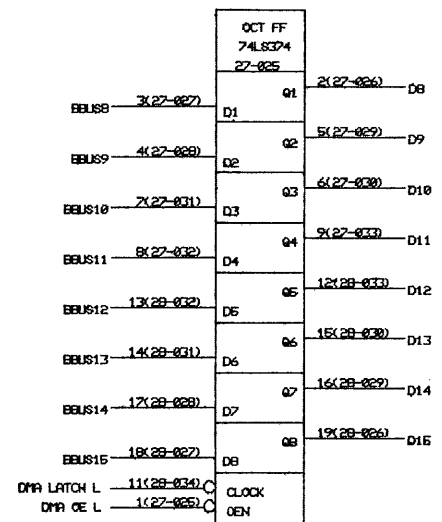 OCT FF
74LS374
27-025
Q1 2(27-026) D8
BBUS8 3(27-027) D1
Q2 5(27-029) D9
BBUS9 4(27-028) D2
Q3 6(27-030) D10
BBUS10 7(27-031) D3
Q4 9(27-033) D11
BBUS11 8(27-032) D4
Q5 12(28-033) D12
BBUS12 13(28-032) D5
Q6 15(28-030) D13
BBUS13 14(28-031) D6
Q7 16(28-029) D14
BBUS14 17(28-028) D7
Q8 19(28-026) D15
BBUS15 18(28-027) D8
DMA LATCH L 11(28-034) CLOCK
DMA OE L 1(27-025) OEN